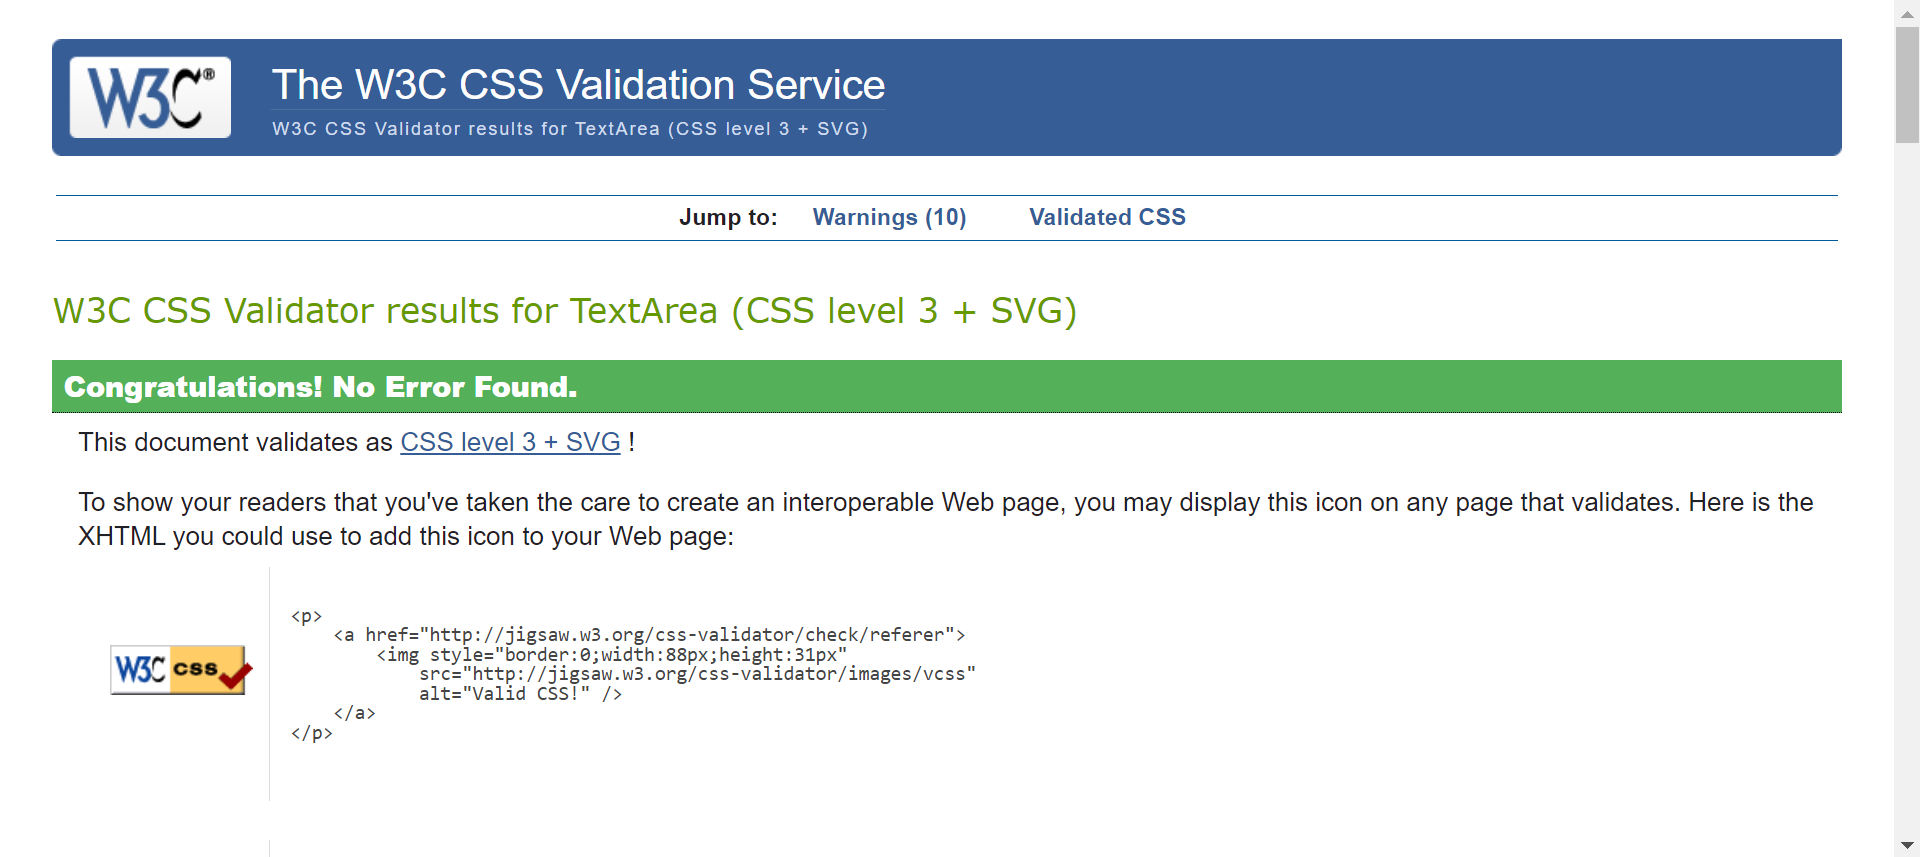 W3C®
The W3C CSS Validation Service
W3C CSS Validator results for TextArea (CSS level 3 + SVG)
Jump to: Warnings (10) Validated CSS
W3C CSS Validator results for TextArea (CSS level 3 + SVG)
Congratulations! No Error Found.
This document validates as CSS level 3 + SVG !
To show your readers that you've taken the care to create an interoperable Web page, you may display this icon on any page that validates. Here is the
XHTML you could use to add this icon to your Web page:
W3C css
<p>
    <a href="http://jigsaw.w3.org/css-validator/check/referer">
        <img style="border:0;width:88px;height:31px"
            src="http://jigsaw.w3.org/css-validator/images/vcss"
            alt="Valid CSS!" />
    </a>
</p>